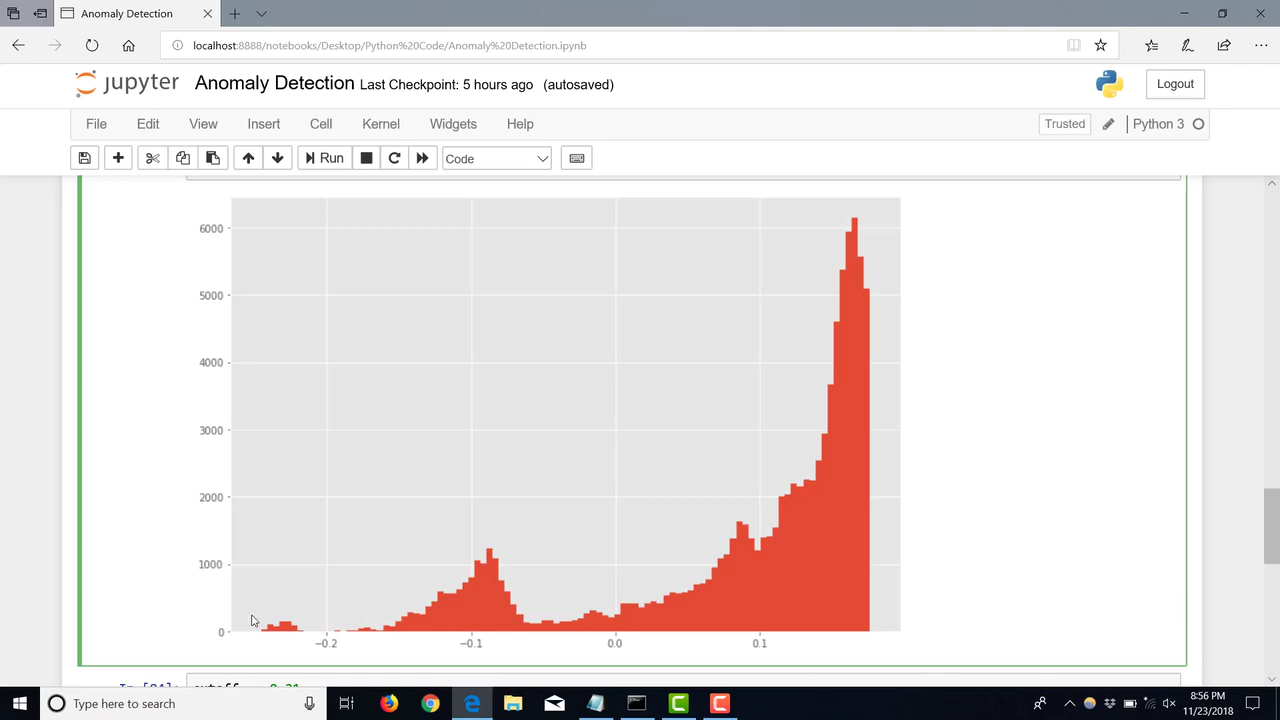 Anomaly Detection
localhost:8888/notebooks/Desktop/Python%20Code/Anomaly%20Detection.ipynb
jupyter Anomaly Detection Last Checkpoint: 5 hours ago (autosaved)
Logout
File Edit View Insert Cell Kernel Widgets Help Trusted Python 3
Run Code
6000
5000
4000
3000
2000
1000
0
−0.2 −0.1 0.0 0.1
Type here to search
8:56 PM
11/23/2018